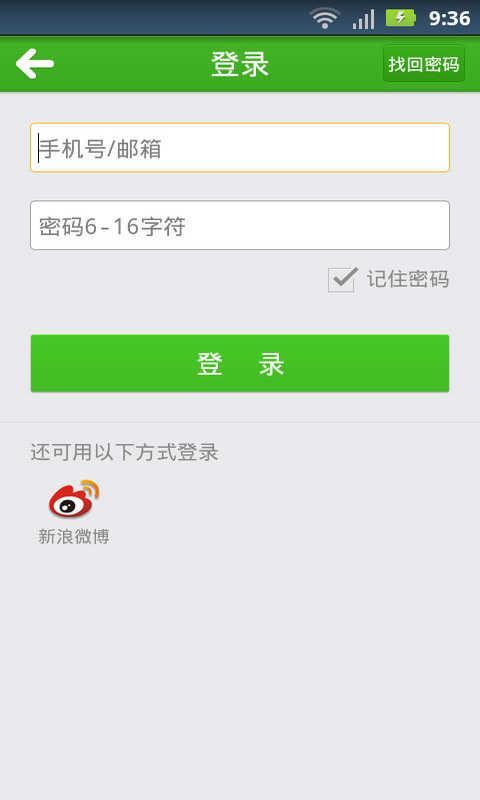 9:36
登录
找回密码
手机号/邮箱
密码6-16字符
记住密码
登 录
还可用以下方式登录
新浪微博